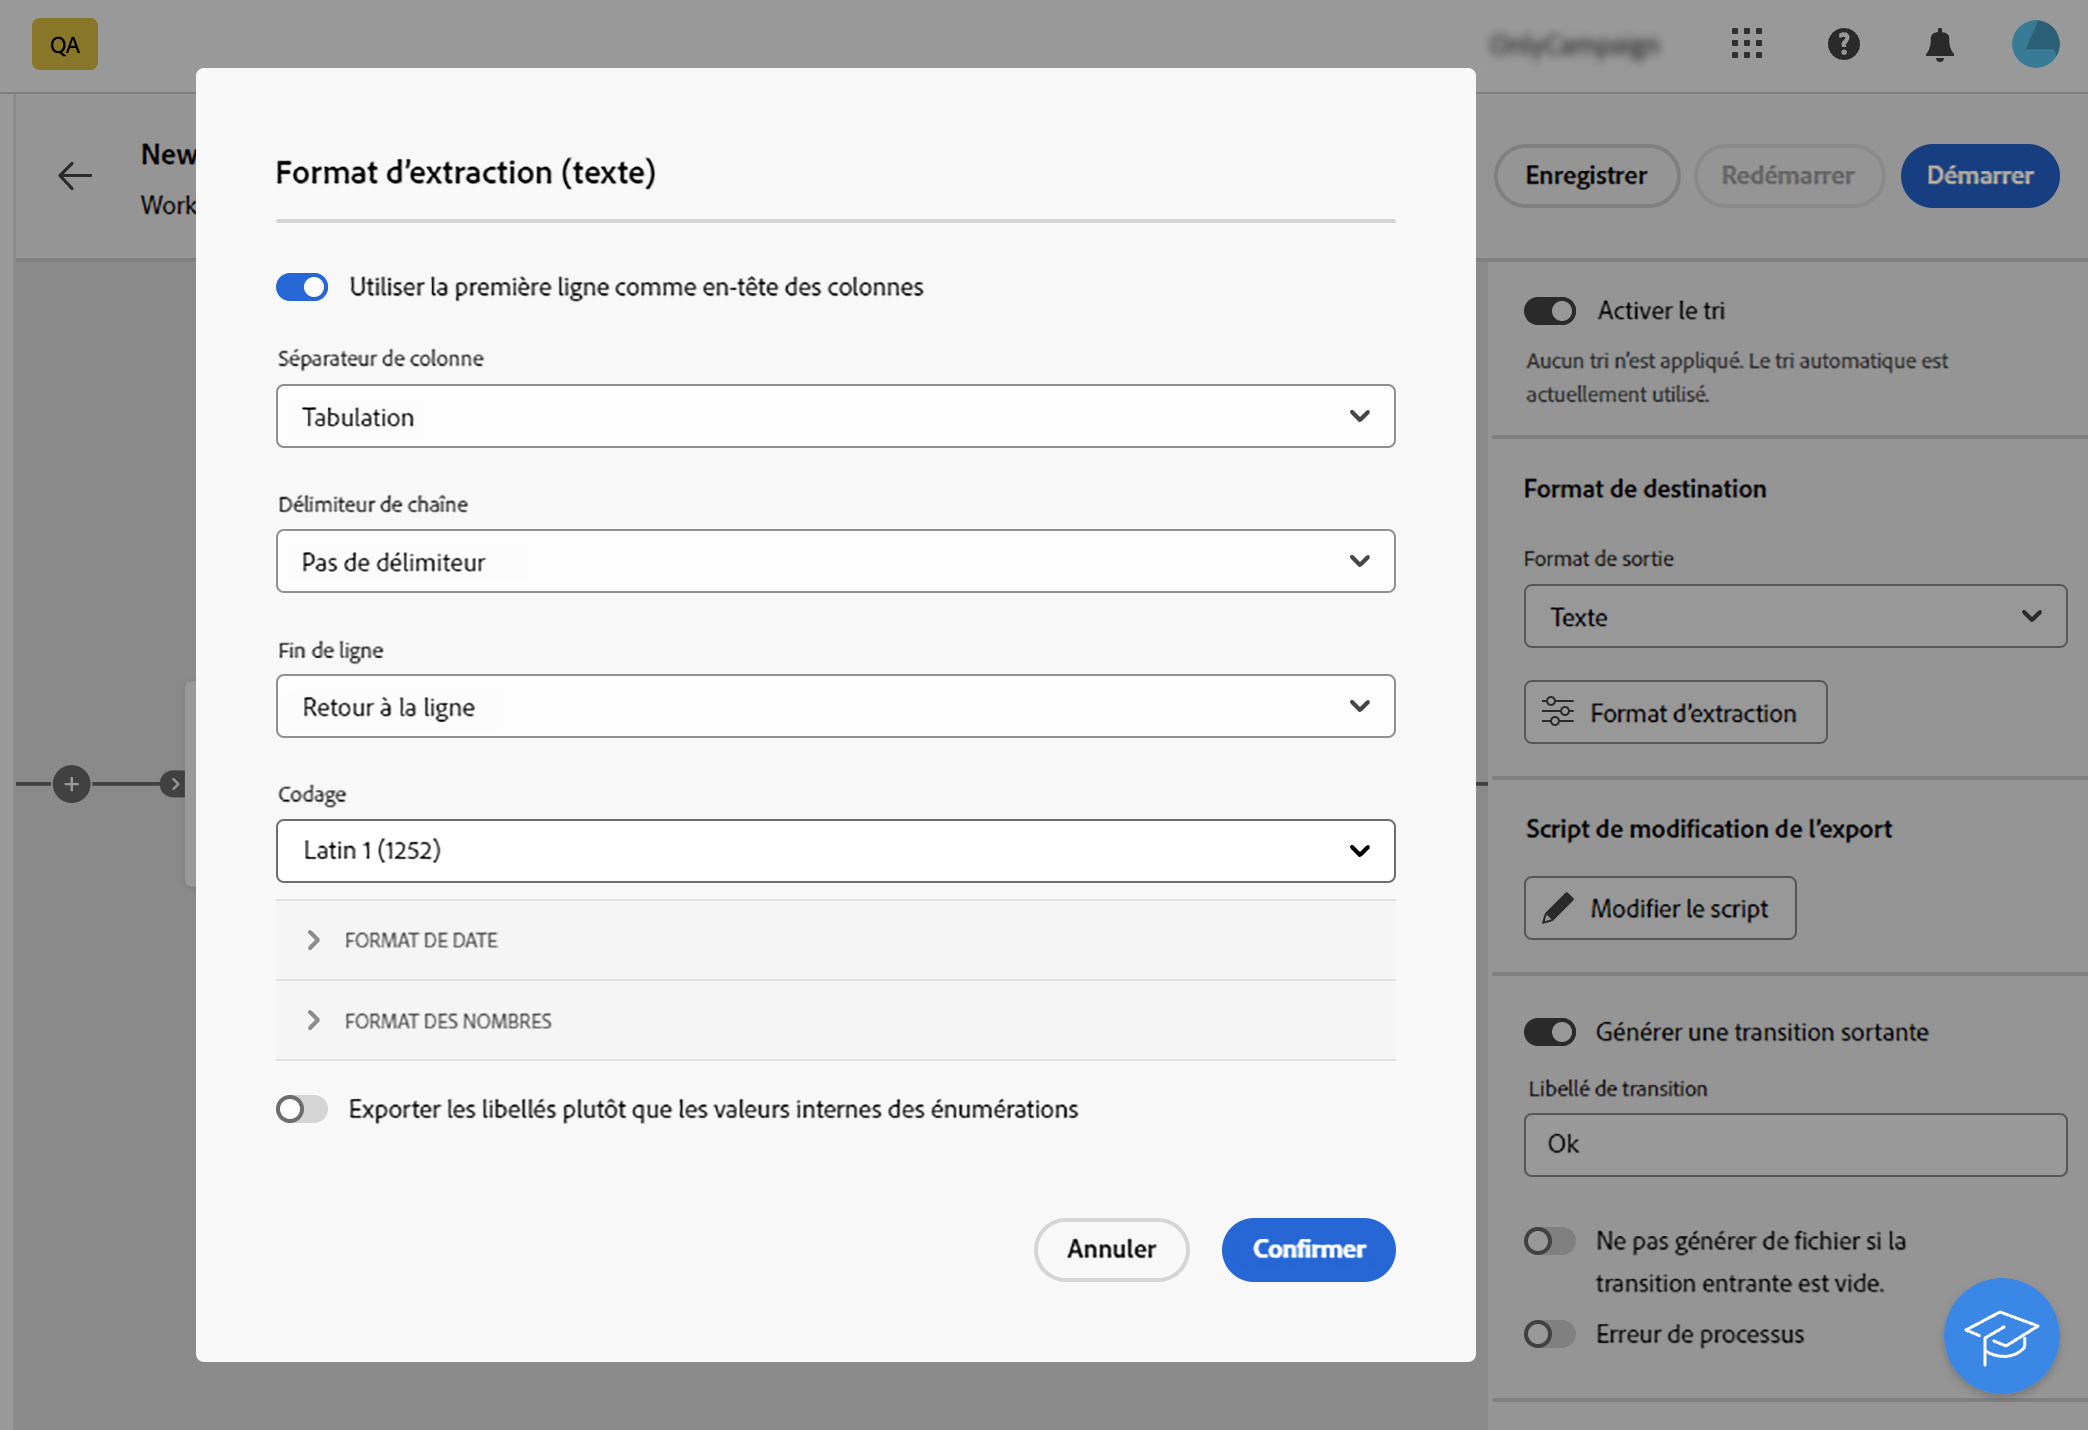 QA
New
Work
Enregistrer
Redémarrer
Démarrer
Format d’extraction (texte)
Utiliser la première ligne comme en-tête des colonnes
Séparateur de colonne
Tabulation
Délimiteur de chaîne
Pas de délimiteur
Fin de ligne
Retour à la ligne
Codage
Latin 1 (1252)
FORMAT DE DATE
FORMAT DES NOMBRES
Exporter les libellés plutôt que les valeurs internes des énumérations
Annuler
Confirmer
Activer le tri
Aucun tri n’est appliqué. Le tri automatique est
actuellement utilisé.
Format de destination
Format de sortie
Texte
Format d’extraction
Script de modification de l’export
Modifier le script
Générer une transition sortante
Libellé de transition
Ok
Ne pas générer de fichier si la
transition entrante est vide.
Erreur de processus